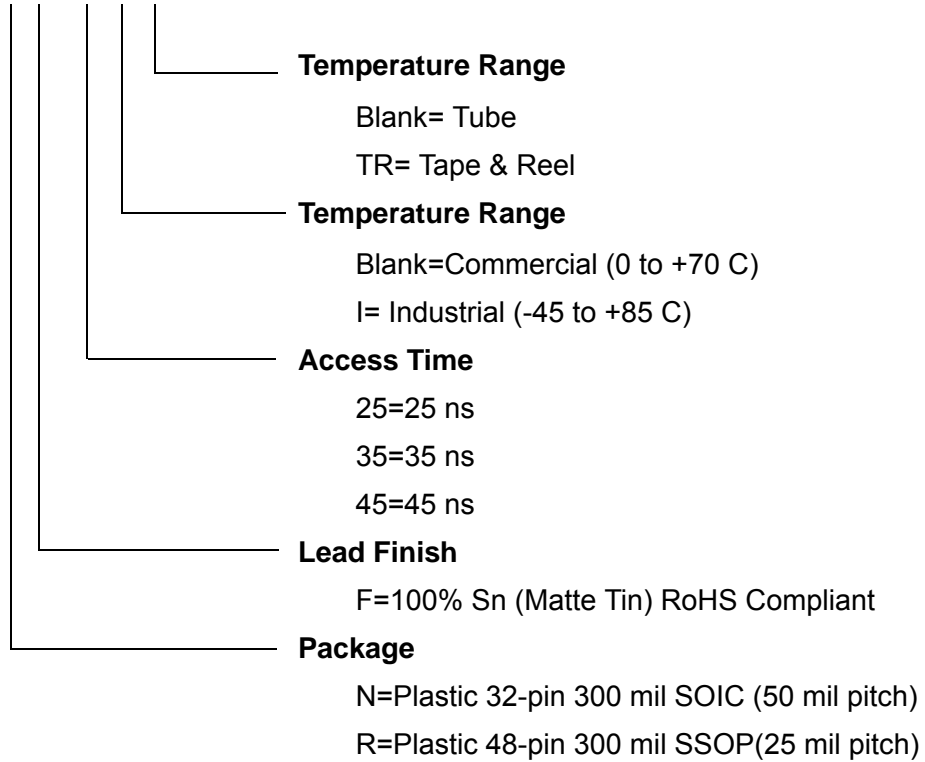 Temperature Range
Blank= Tube
TR= Tape & Reel
Temperature Range
Blank=Commercial (0 to +70 C)
I= Industrial (-45 to +85 C)
Access Time
25=25 ns
35=35 ns
45=45 ns
Lead Finish
F=100% Sn (Matte Tin) RoHS Compliant
Package
N=Plastic 32-pin 300 mil SOIC (50 mil pitch)
R=Plastic 48-pin 300 mil SSOP(25 mil pitch)